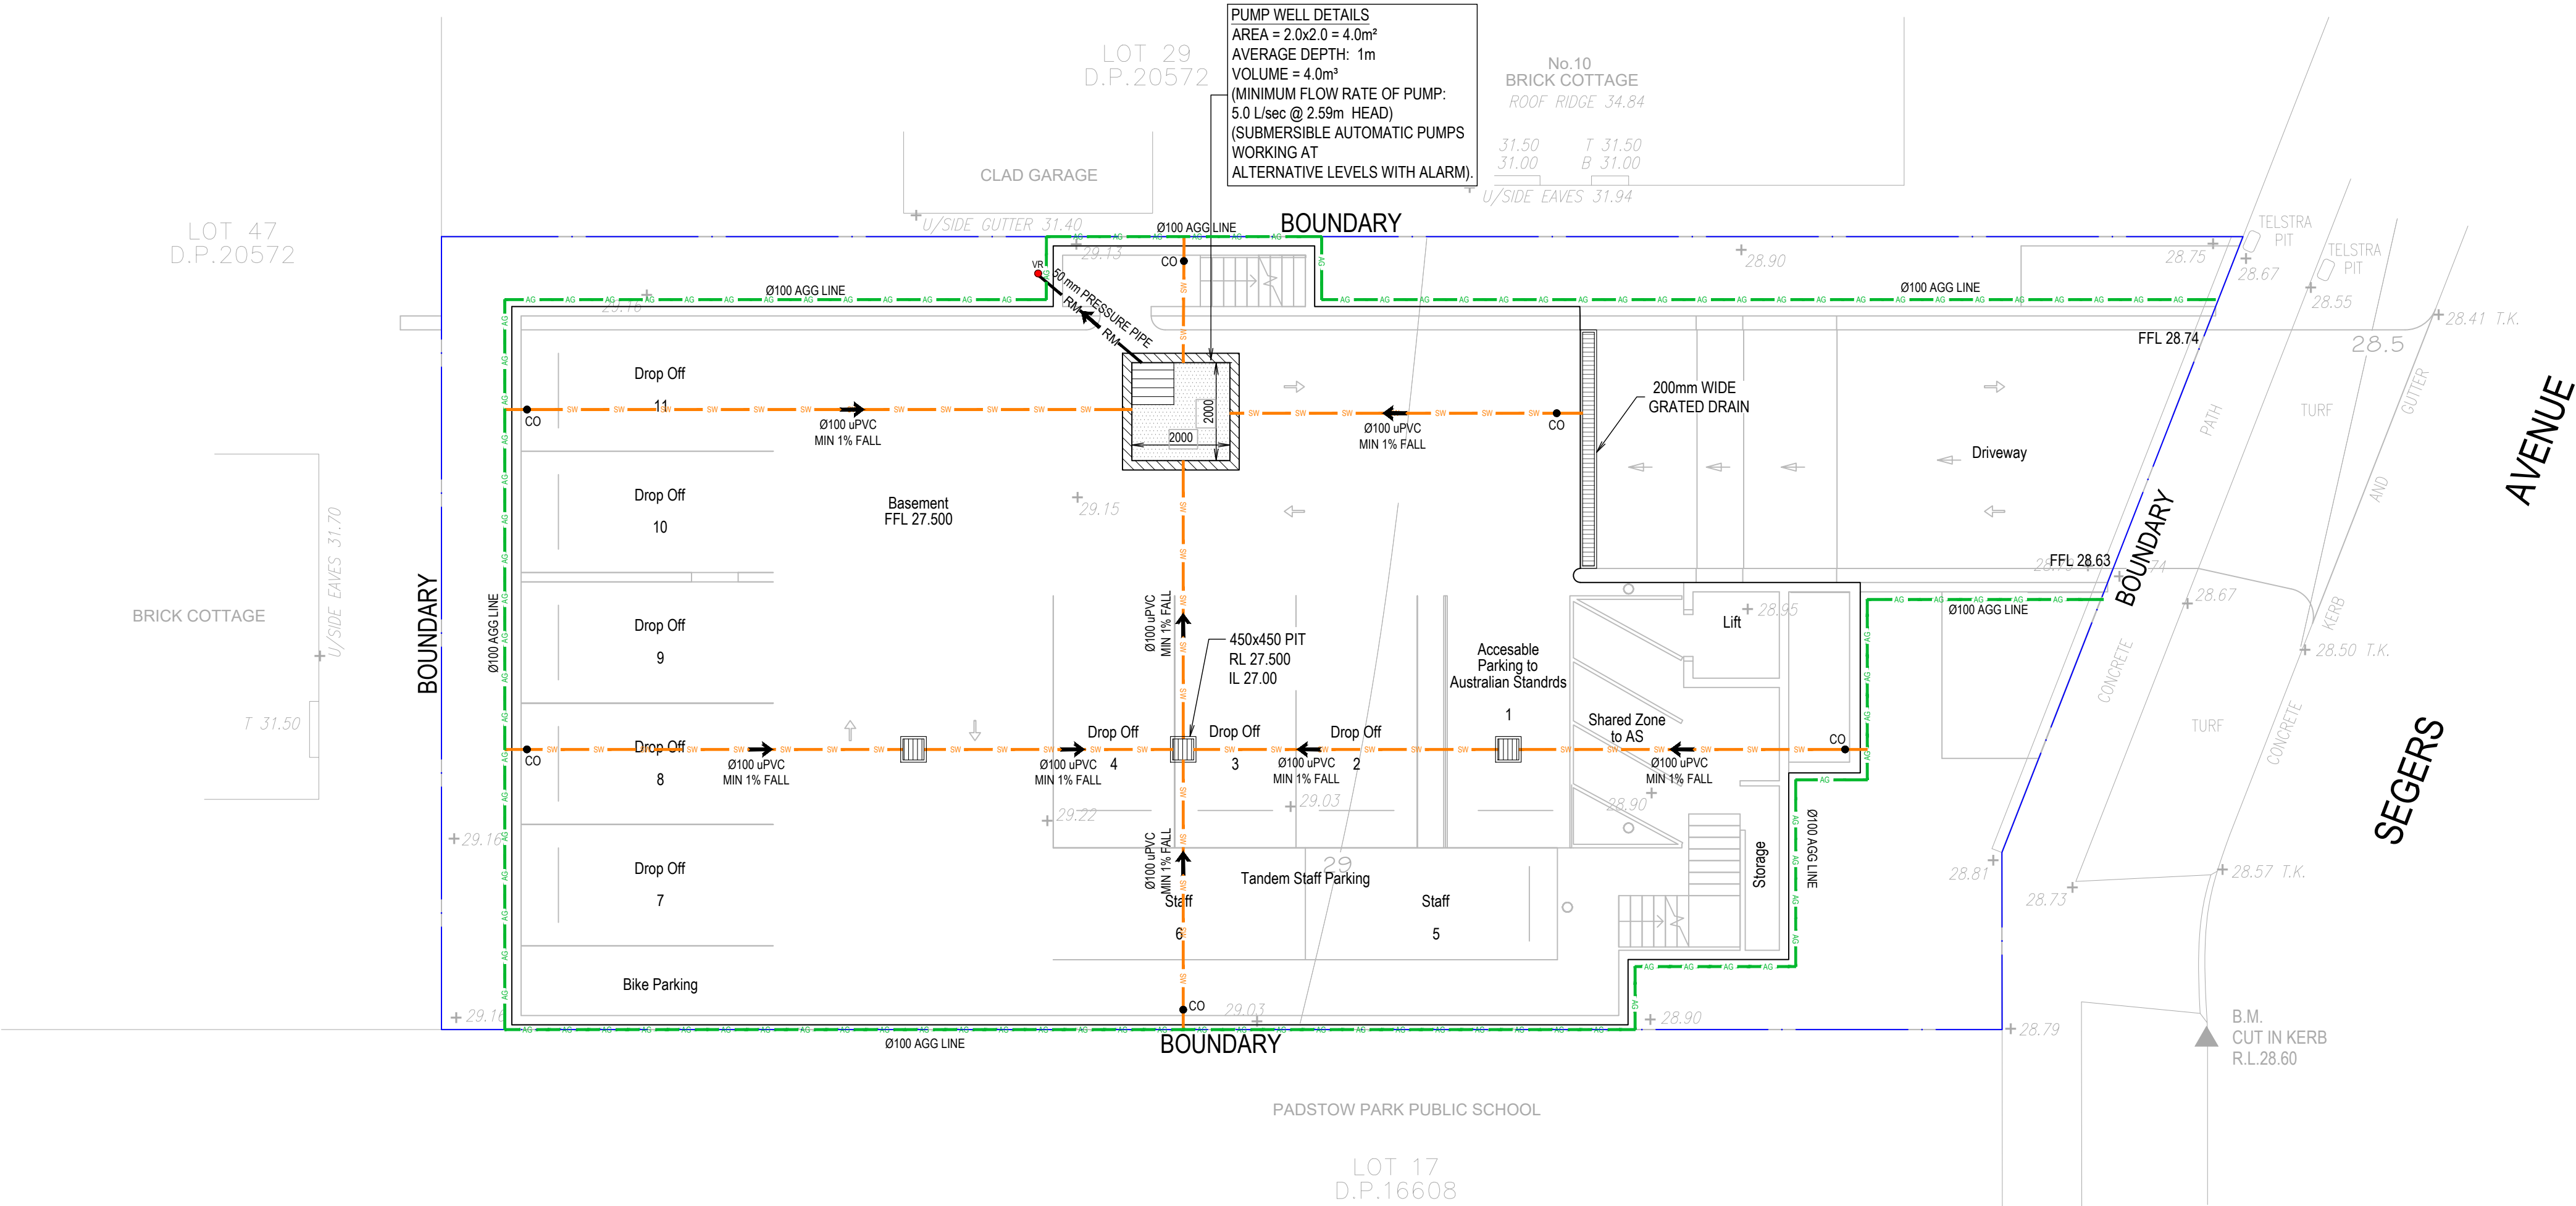 PUMP WELL DETAILS
AREA = 2.0x2.0 = 4.0m²
AVERAGE DEPTH: 1m
VOLUME = 4.0m³
(MINIMUM FLOW RATE OF PUMP:
5.0 L/sec @ 2.59m HEAD)
(SUBMERSIBLE AUTOMATIC PUMPS
WORKING AT
ALTERNATIVE LEVELS WITH ALARM).
LOT 29
D.P.20572
No.10
BRICK COTTAGE
ROOF RIDGE 34.84
31.50
31.00
T 31.50
B 31.00
U/SIDE EAVES 31.94
CLAD GARAGE
U/SIDE GUTTER 31.40
LOT 47
D.P.20572
BOUNDARY
Ø100 AGG LINE
TELSTRA
PIT
TELSTRA
PIT
28.75
28.67
28.55
28.90
29.13
CO
VR
50mm PRESSURE PIPE
RM
RM
Ø100 AGG LINE
29.16
Ø100 AGG LINE
28.41 T.K.
FFL 28.74
28.5
Drop Off
11
CO
Ø100 uPVC
MIN 1% FALL
2000
2000
Ø100 uPVC
MIN 1% FALL
CO
200mm WIDE
GRATED DRAIN
Driveway
PATH
TURF
GUTTER
AND
KERB
CONCRETE
AVENUE
SEGERS
Drop Off
10
Basement
FFL 27.500
29.15
U/SIDE EAVES 31.70
BRICK COTTAGE
T 31.50
BOUNDARY
Ø100 AGG LINE
Drop Off
9
Ø100 uPVC
MIN 1% FALL
450x450 PIT
RL 27.500
IL 27.00
Accesable
Parking to
Australian Standrds
1
Lift
28.95
FFL 28.63
BOUNDARY
Ø100 AGG LINE
28.67
28.50 T.K.
CONCRETE
TURF
Drop Off
8
CO
Ø100 uPVC
MIN 1% FALL
Drop Off
4
Ø100 uPVC
MIN 1% FALL
Drop Off
3
Drop Off
2
Ø100 uPVC
MIN 1% FALL
Shared Zone
to AS
Ø100 uPVC
MIN 1% FALL
CO
29.16
29.22
29.03
28.90
Ø100 uPVC
MIN 1% FALL
29
Storage
Ø100 AGG LINE
28.81
28.73
28.57 T.K.
Drop Off
7
Tandem Staff Parking
Staff
6
Staff
5
Bike Parking
CO
29.16
29.03
28.90
28.79
Ø100 AGG LINE
BOUNDARY
B.M.
CUT IN KERB
R.L.28.60
PADSTOW PARK PUBLIC SCHOOL
LOT 17
D.P.16608